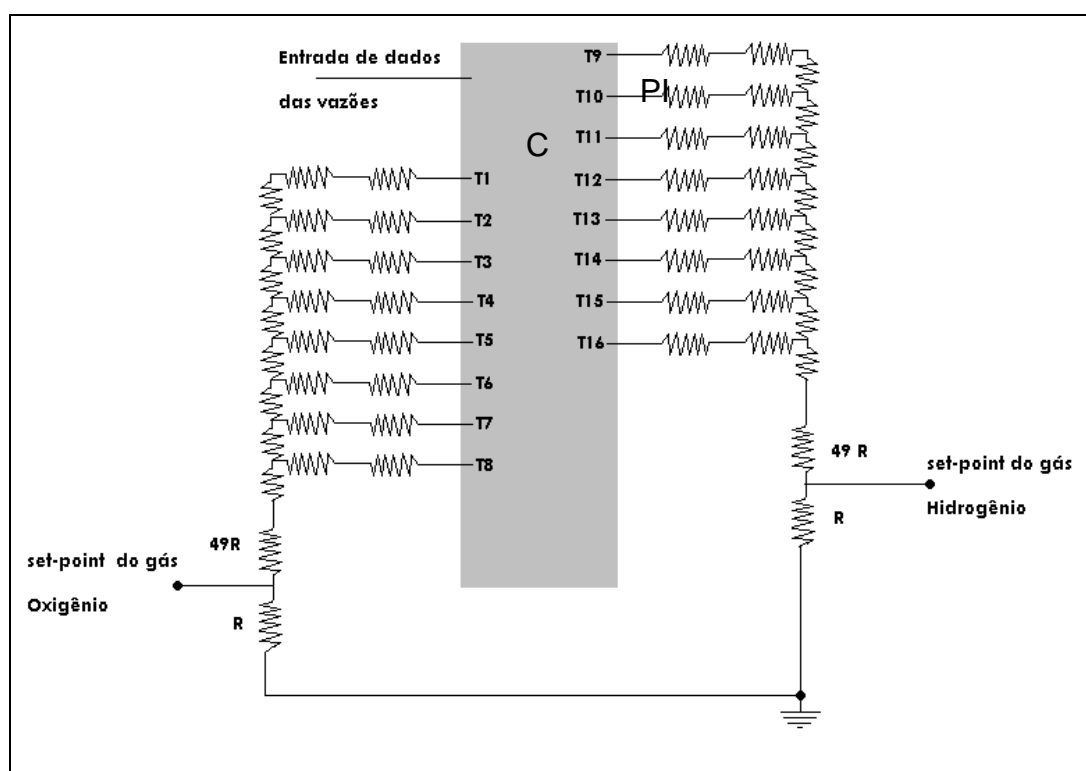 Entrada de dados
das vazões
C
PI
T1
T2
T3
T4
T5
T6
T7
T8
T9
T10
T11
T12
T13
T14
T15
T16
49R
set-point do gás
Oxigênio
R
49 R
set-point do gás
Hidrogênio
R